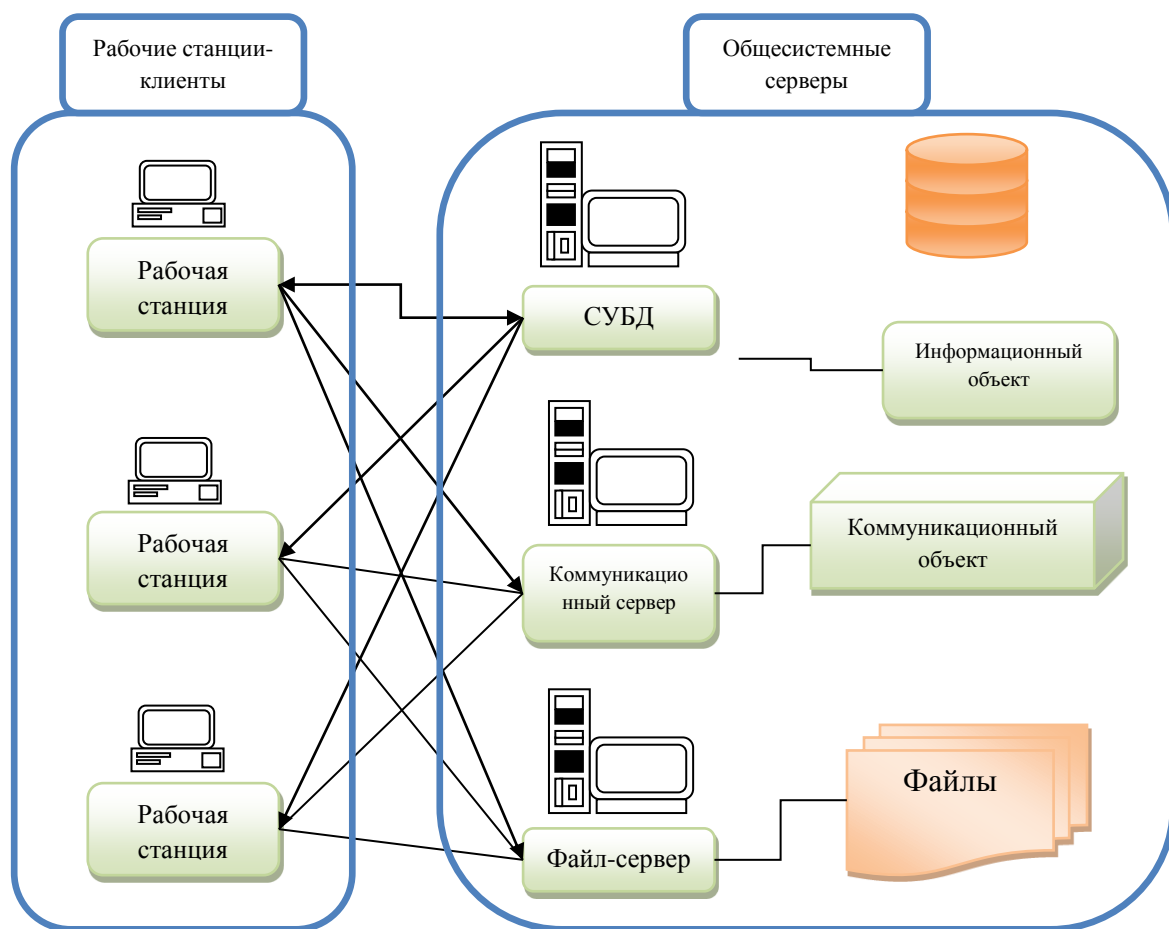 Рабочие станции-
клиенты
Общесистемные
серверы
Рабочая
станция
СУБД
Информационный
объект
Рабочая
станция
Коммуникацио
нный сервер
Коммуникационный
объект
Рабочая
станция
Файл-сервер
Файлы